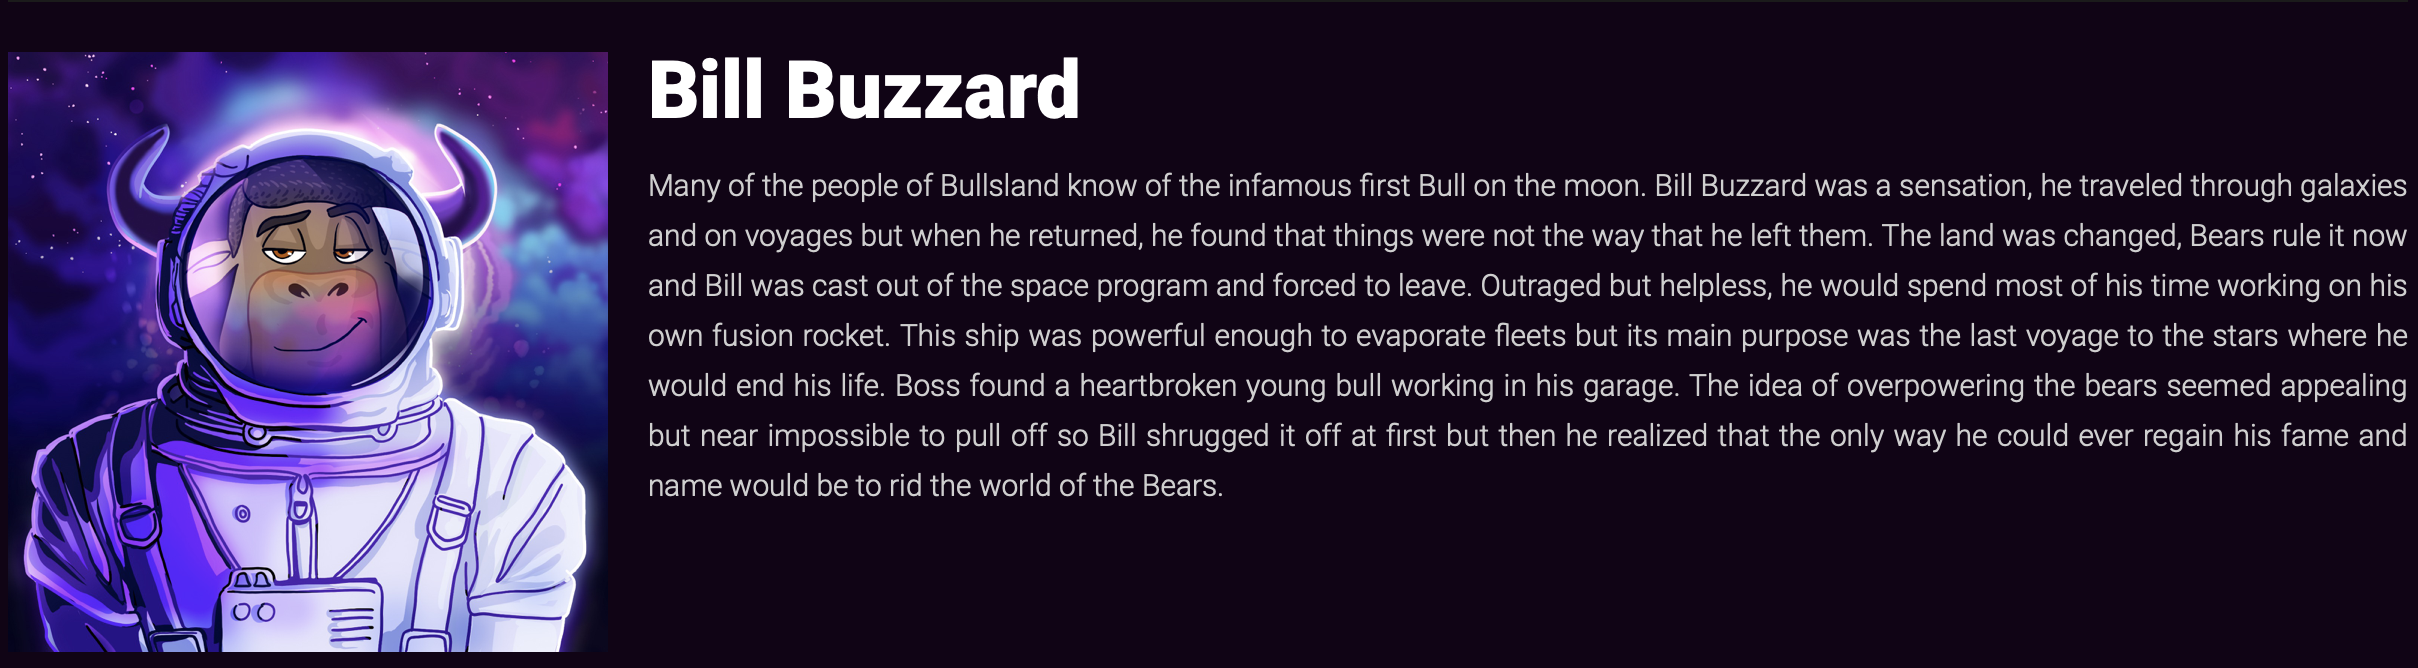 Bill Buzzard
Many of the people of Bullsland know of the infamous first Bull on the moon. Bill Buzzard was a sensation, he traveled through galaxies
and on voyages but when he returned, he found that things were not the way that he left them. The land was changed, Bears rule it now
and Bill was cast out of the space program and forced to leave. Outraged but helpless, he would spend most of his time working on his
own fusion rocket. This ship was powerful enough to evaporate fleets but its main purpose was the last voyage to the stars where he
would end his life. Boss found a heartbroken young bull working in his garage. The idea of overpowering the bears seemed appealing
but near impossible to pull off so Bill shrugged it off at first but then he realized that the only way he could ever regain his fame and
name would be to rid the world of the Bears.